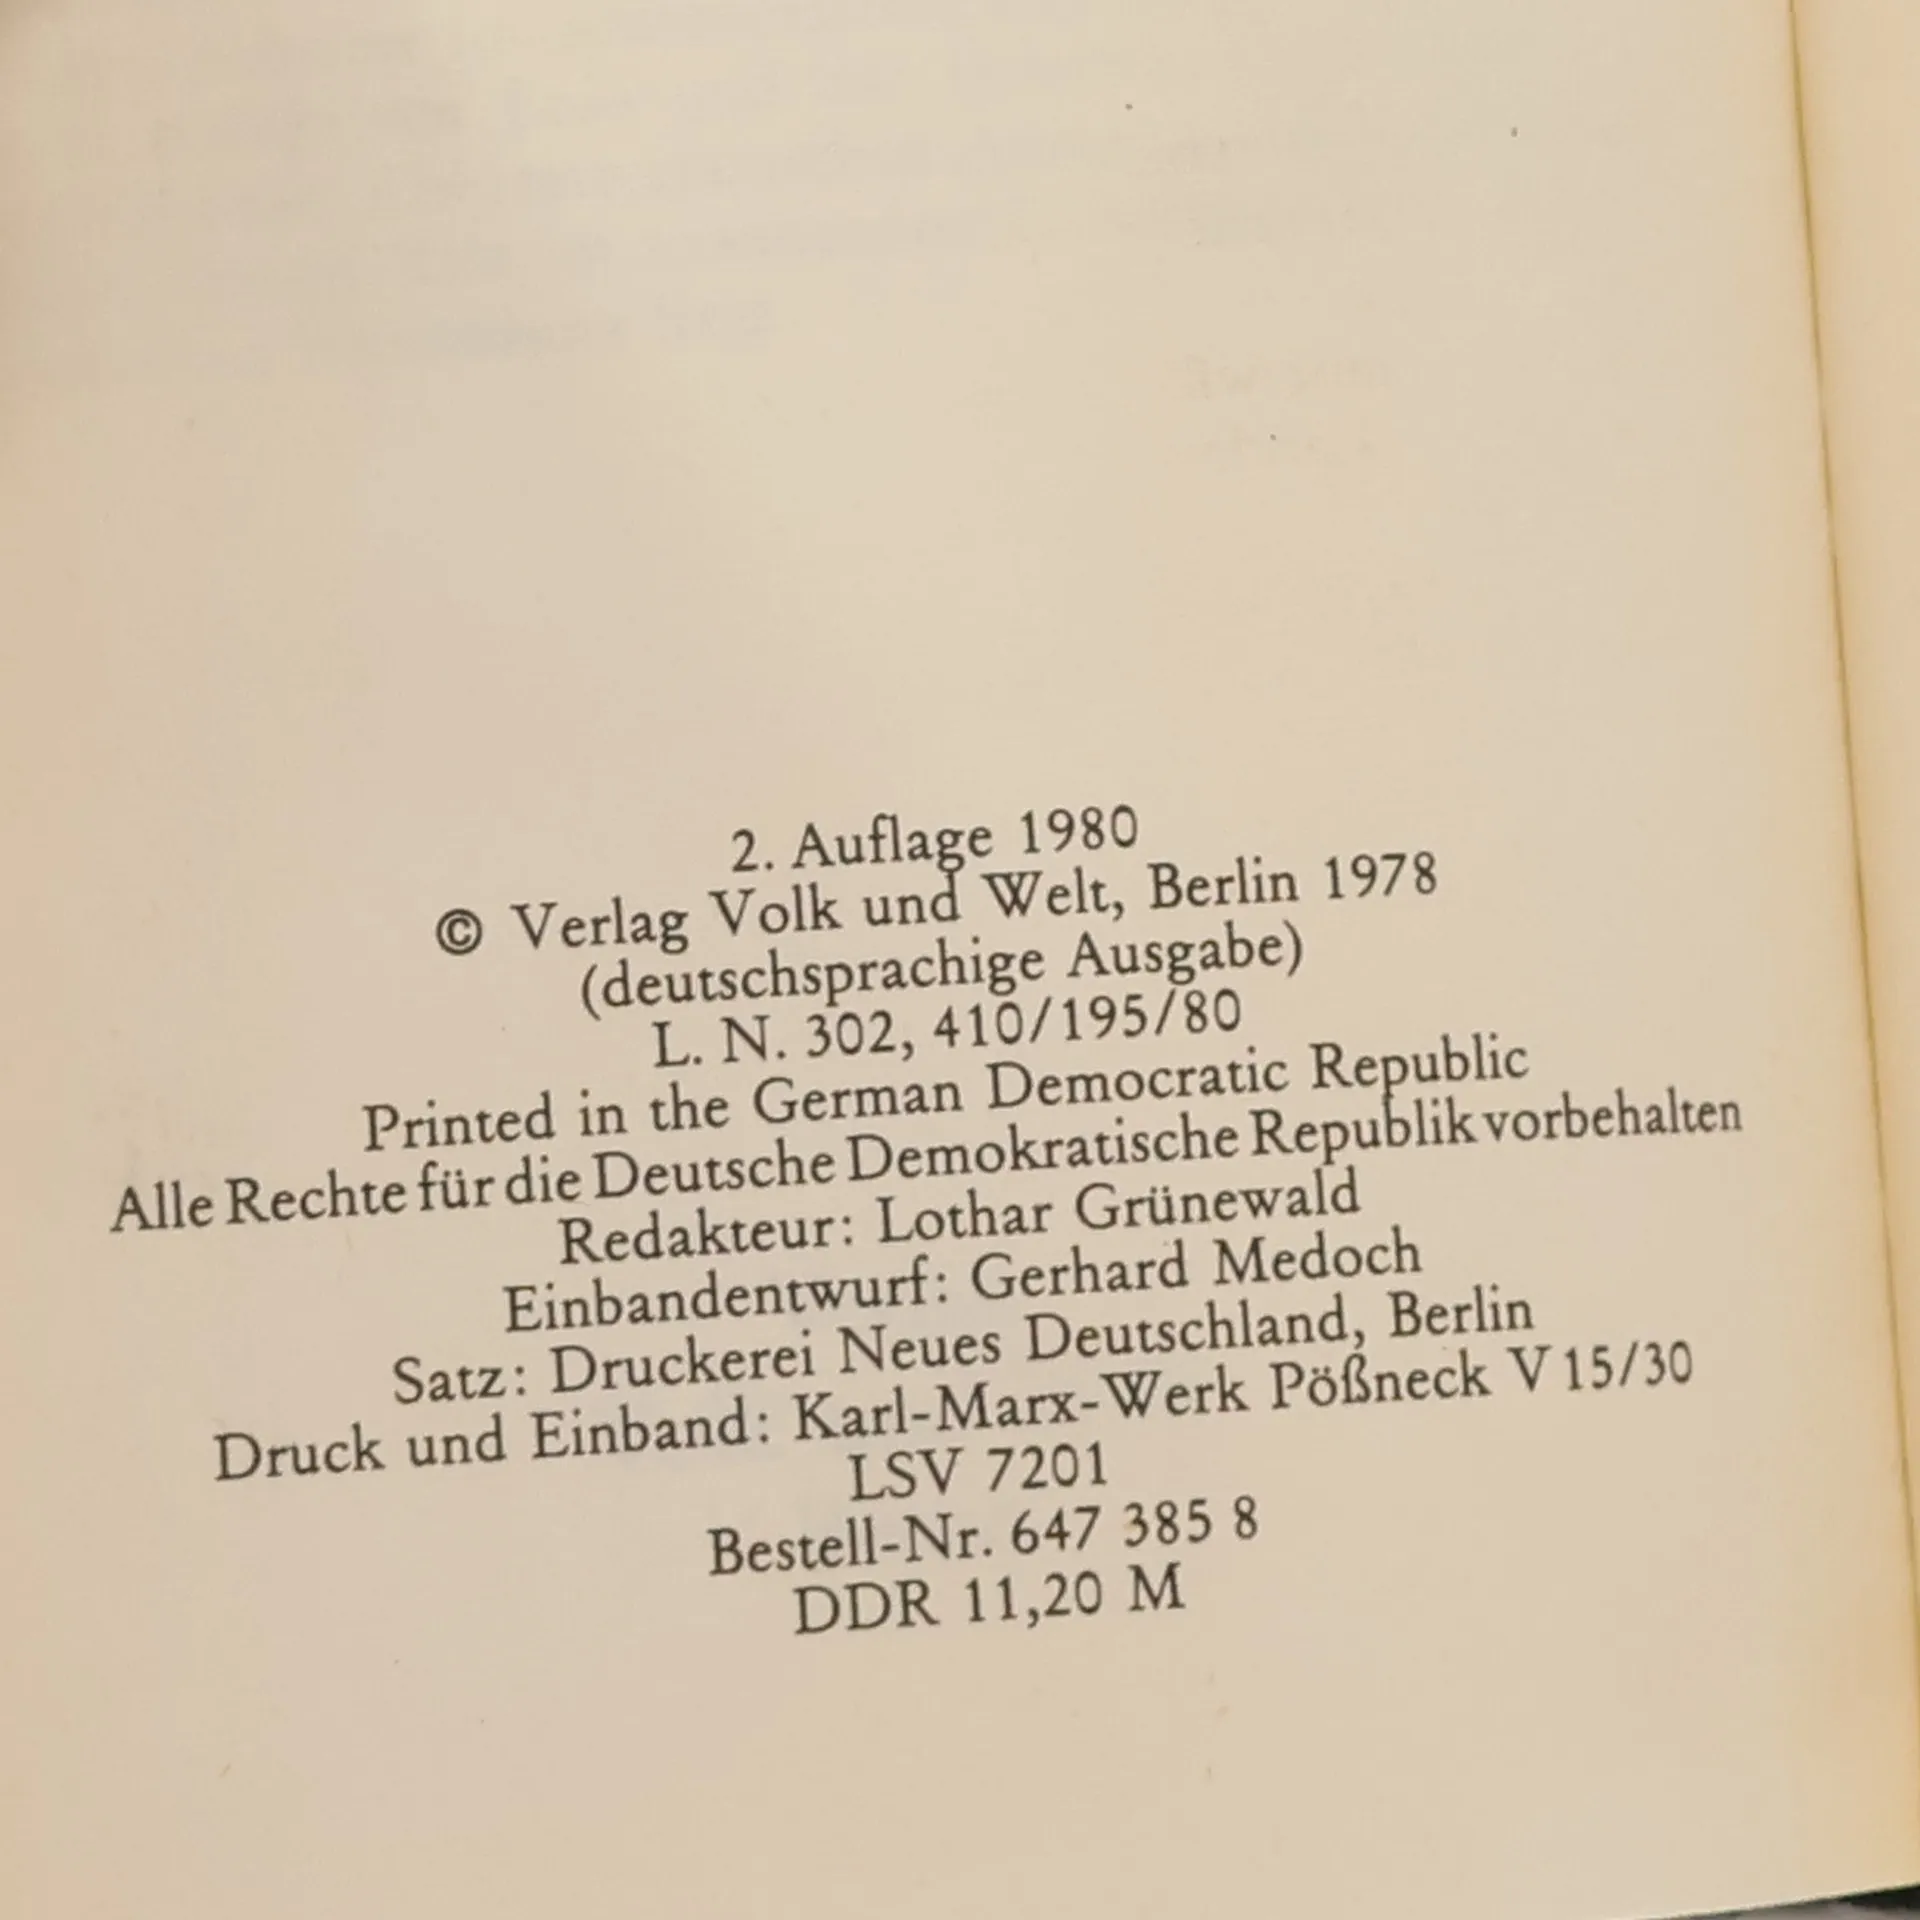 2. Auflage 1980
© Verlag Volk und Welt, Berlin 1978
(deutschsprachige Ausgabe)
L. N. 302, 410/195/80
Printed in the German Democratic Republic
Alle Rechte für die Deutsche Demokratische Republik vorbehalten
Redakteur: Lothar Grünewald
Einbandentwurf: Gerhard Medoch
Satz: Druckerei Neues Deutschland, Berlin
Druck und Einband: Karl-Marx-Werk Pößneck V 15/30
LSV 7201
Bestell-Nr. 647 385 8
DDR 11,20 M